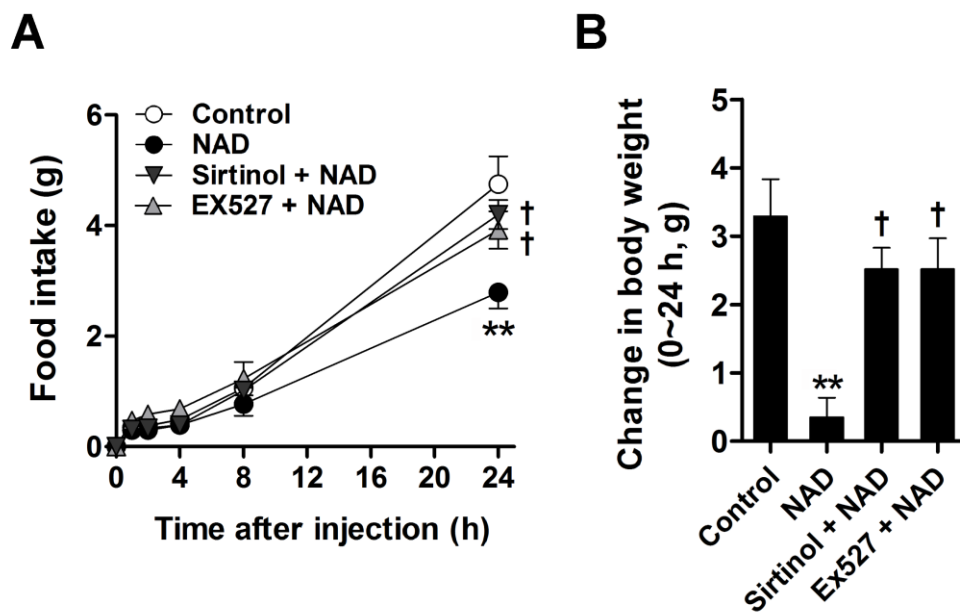 A
Control
NAD
Sirtinol + NAD
EX527 + NAD
Food intake (g)
6
4
2
0
†
†
**
0
4
8
12
16
20
24
Time after injection (h)
B
Change in body weight
(0~24 h, g)
5
4
3
2
1
0
**
†
†
Control
NAD
Sirtinol + NAD
Ex527 + NAD